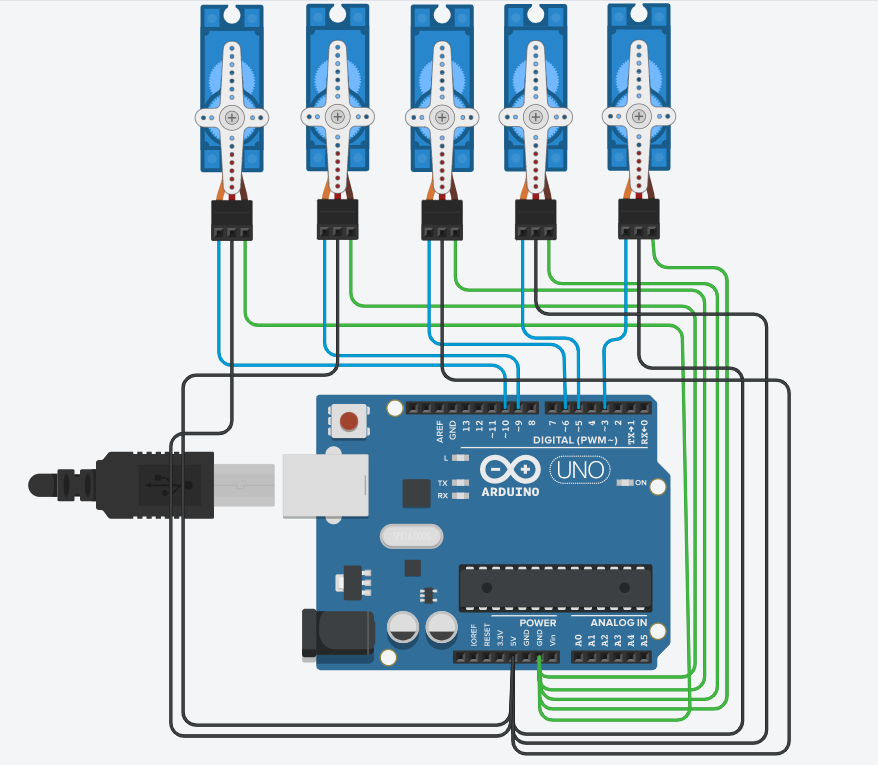 AREF
GND
13
12
~11
~10
~9
8
7
~6
~5
4
~3
2
TX→1
RX←0
DIGITAL (PWM~)
L
TX
RX
ARDUINO
UNO
ON
POWER
ANALOG IN
IOREF
RESET
3.3V
5V
GND
GND
Vin
A0
A1
A2
A3
A4
A5